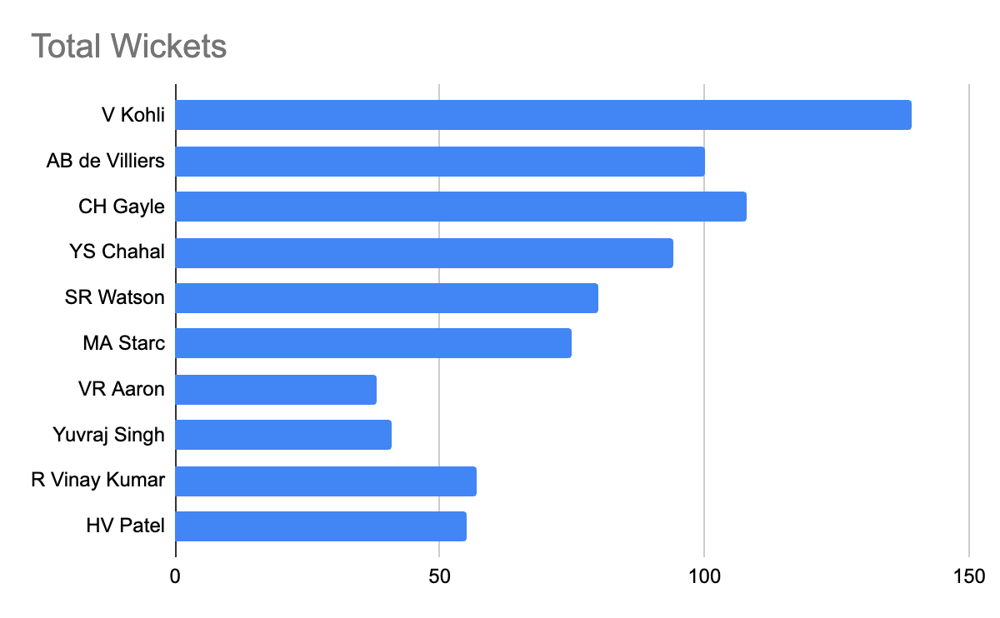 Total Wickets
V Kohli
AB de Villiers
CH Gayle
YS Chahal
SR Watson
MA Starc
VR Aaron
Yuvraj Singh
R Vinay Kumar
HV Patel
0 50 100 150